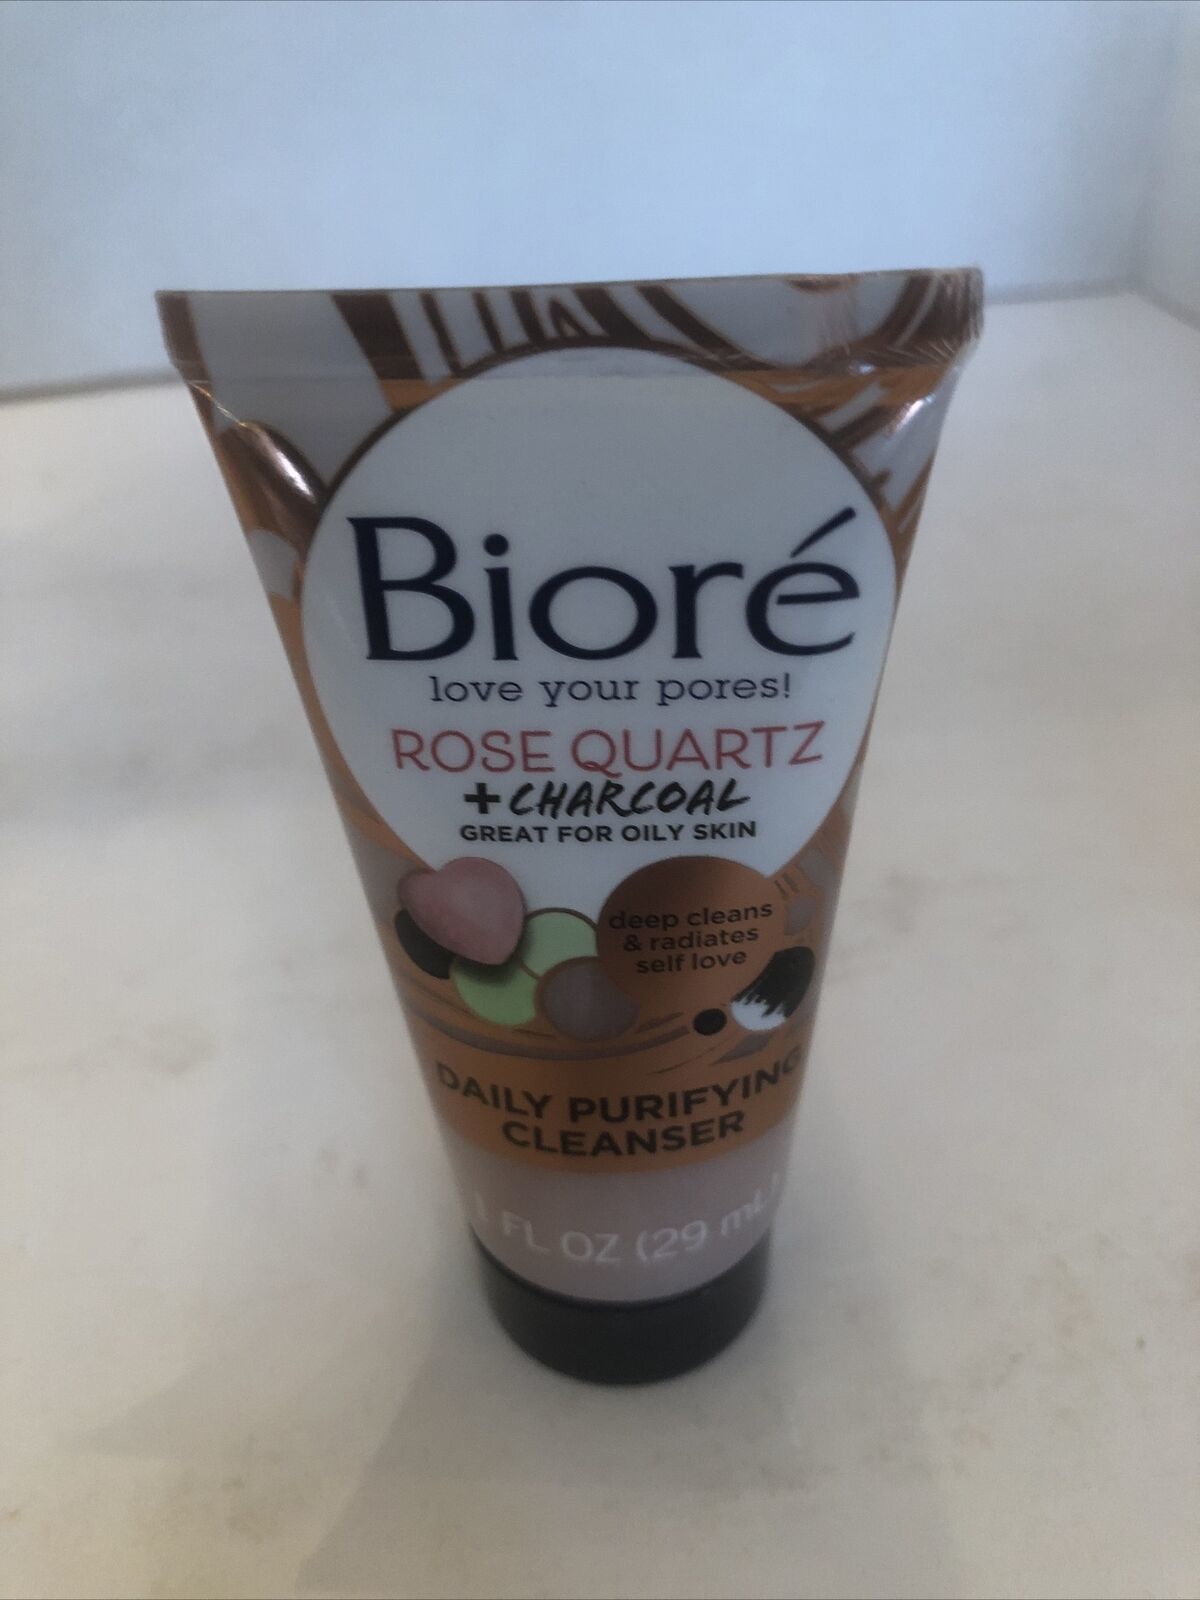 Bioré
love your pores!
ROSE QUARTZ
+CHARCOAL
GREAT FOR OILY SKIN
deep cleans
& radiates
self love
DAILY PURIFYING
CLEANSER
1 FL OZ (29 mL)